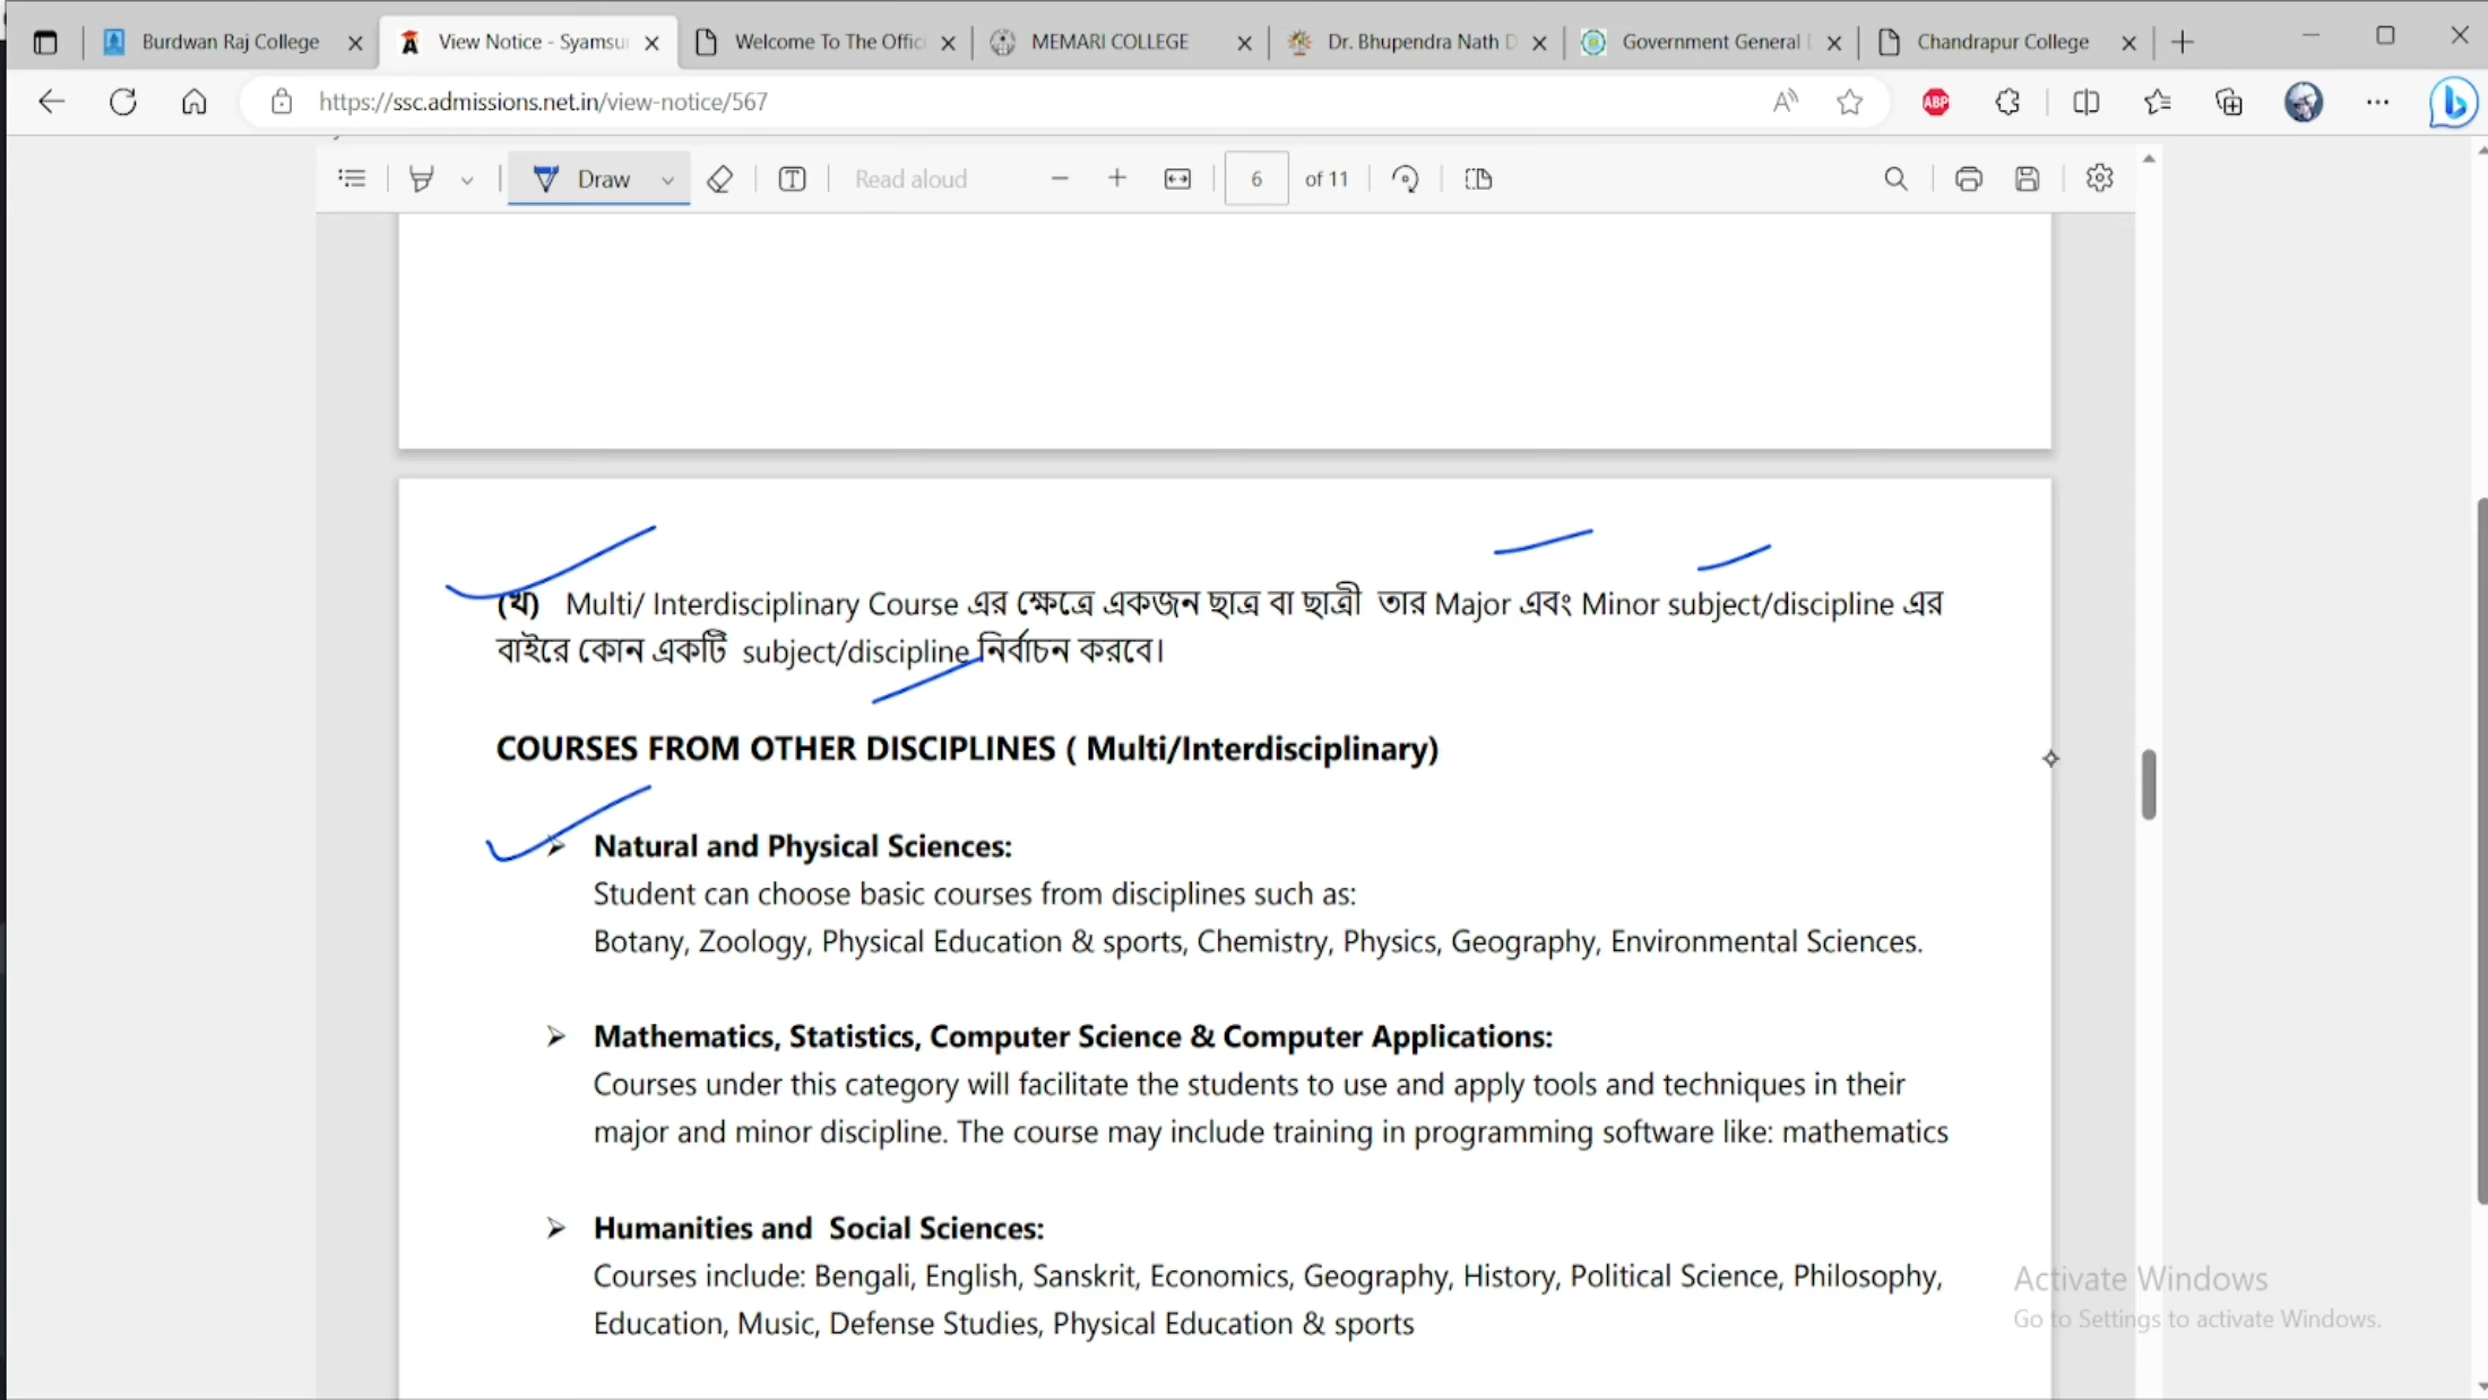 Burdwan Raj College
View Notice - Syamsu
Welcome To The Offici
MEMARI COLLEGE
Dr. Bhupendra Nath D
Government General D
Chandrapur College
https://ssc.admissions.net.in/view-notice/567
ABP
Draw
Read aloud
6 of 11
(খ) Multi/ Interdisciplinary Course এর ক্ষেত্রে একজন ছাত্র বা ছাত্রী তার Major এবং Minor subject/discipline এর
বাইরে কোন একটি subject/discipline নির্বাচন করবে।
COURSES FROM OTHER DISCIPLINES ( Multi/Interdisciplinary)
Natural and Physical Sciences:
Student can choose basic courses from disciplines such as:
Botany, Zoology, Physical Education & sports, Chemistry, Physics, Geography, Environmental Sciences.
Mathematics, Statistics, Computer Science & Computer Applications:
Courses under this category will facilitate the students to use and apply tools and techniques in their
major and minor discipline. The course may include training in programming software like: mathematics
Humanities and Social Sciences:
Courses include: Bengali, English, Sanskrit, Economics, Geography, History, Political Science, Philosophy,
Education, Music, Defense Studies, Physical Education & sports
Activate Windows
Go to Settings to activate Windows.